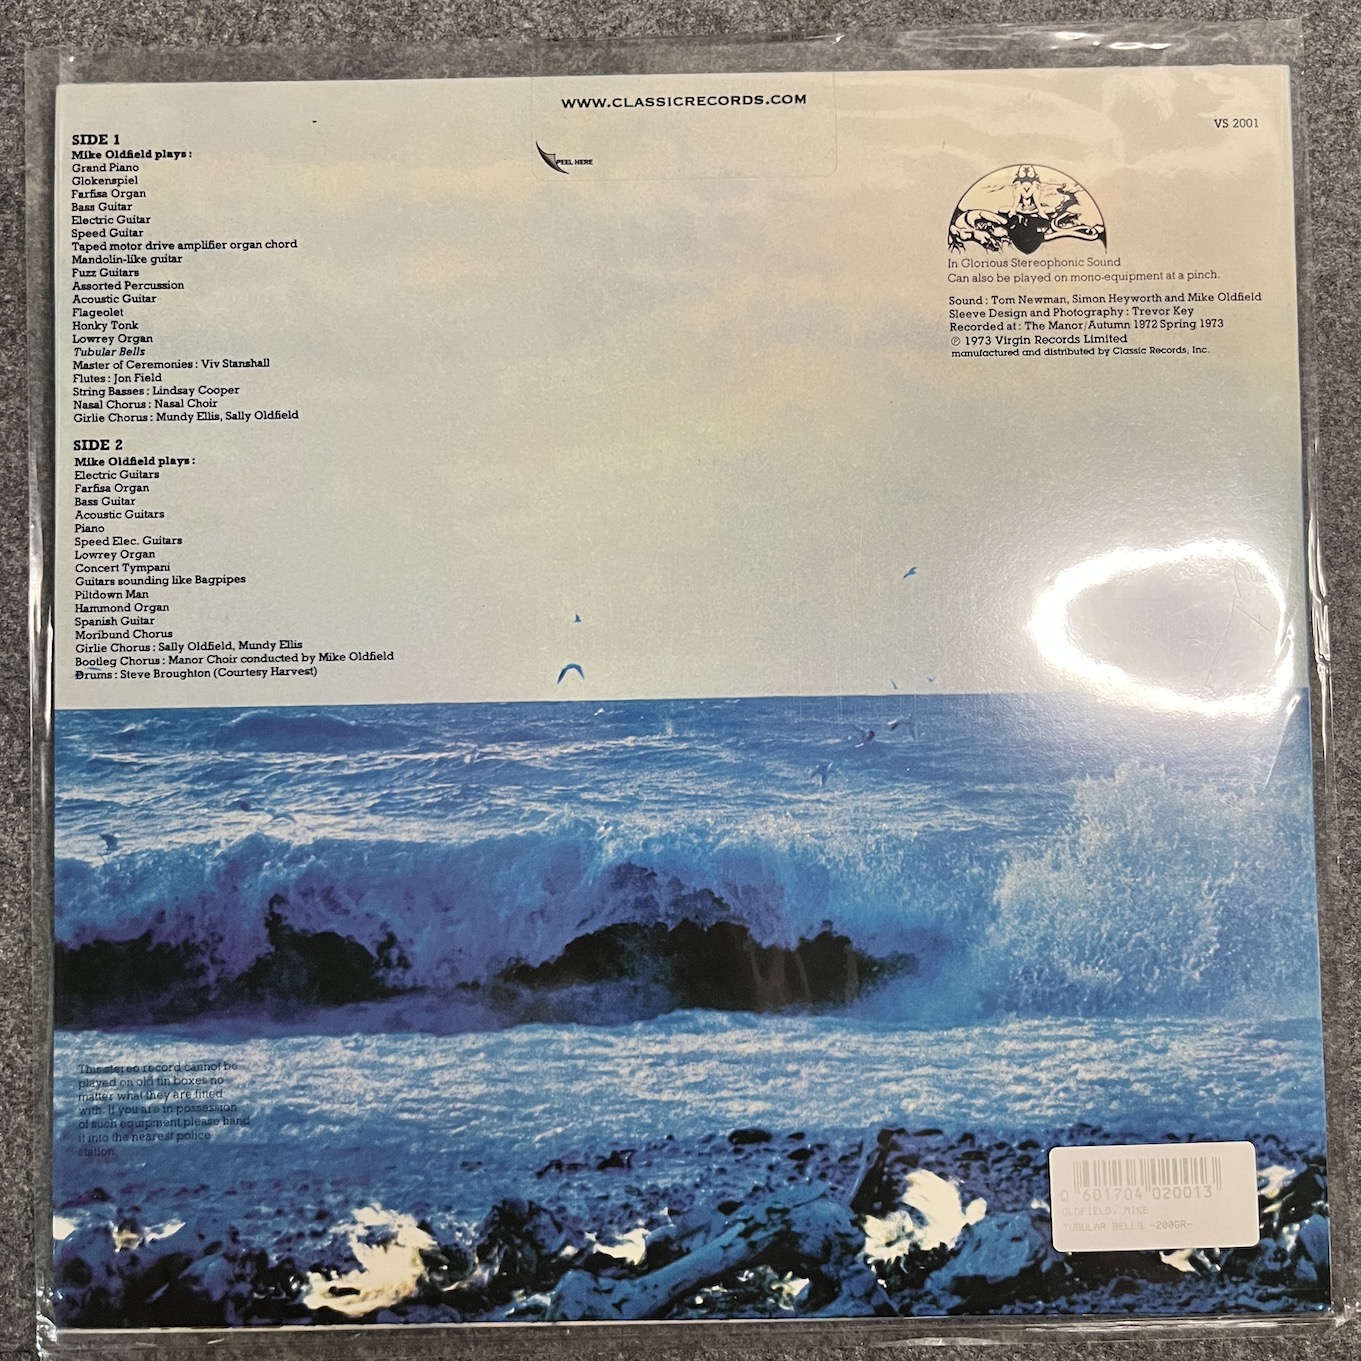 WWW.CLASSICRECORDS.COM
PEEL HERE
VS 2001
SIDE 1
Mike Oldfield plays :
Grand Piano
Glokenspiel
Farfisa Organ
Bass Guitar
Electric Guitar
Speed Guitar
Taped motor drive amplifier organ chord
Mandolin-like guitar
Fuzz Guitars
Assorted Percussion
Acoustic Guitar
Flageolet
Honky Tonk
Lowrey Organ
Tubular Bells
Master of Ceremonies : Viv Stanshall
Flutes : Jon Field
String Basses : Lindsay Cooper
Nasal Chorus : Nasal Choir
Girlie Chorus : Mundy Ellis, Sally Oldfield
SIDE 2
Mike Oldfield plays :
Electric Guitars
Farfisa Organ
Bass Guitar
Acoustic Guitars
Piano
Speed Elec. Guitars
Lowrey Organ
Concert Tympani
Guitars sounding like Bagpipes
Piltdown Man
Hammond Organ
Spanish Guitar
Moribund Chorus
Girlie Chorus : Sally Oldfield, Mundy Ellis
Bootleg Chorus : Manor Choir conducted by Mike Oldfield
Drums : Steve Broughton (Courtesy Harvest)
In Glorious Stereophonic Sound
Can also be played on mono-equipment at a pinch.
Sound : Tom Newman, Simon Heyworth and Mike Oldfield
Sleeve Design and Photography : Trevor Key
Recorded at : The Manor/Autumn 1972 Spring 1973
℗ 1973 Virgin Records Limited
manufactured and distributed by Classic Records, Inc.
This stereo record cannot be
played on old tin boxes no
matter what they are fitted
with. If you are in possession
of such equipment please hand
it into the nearest police
station.
0 601704 020013
OLDFIELD, MIKE
TUBULAR BELLS -200GR-